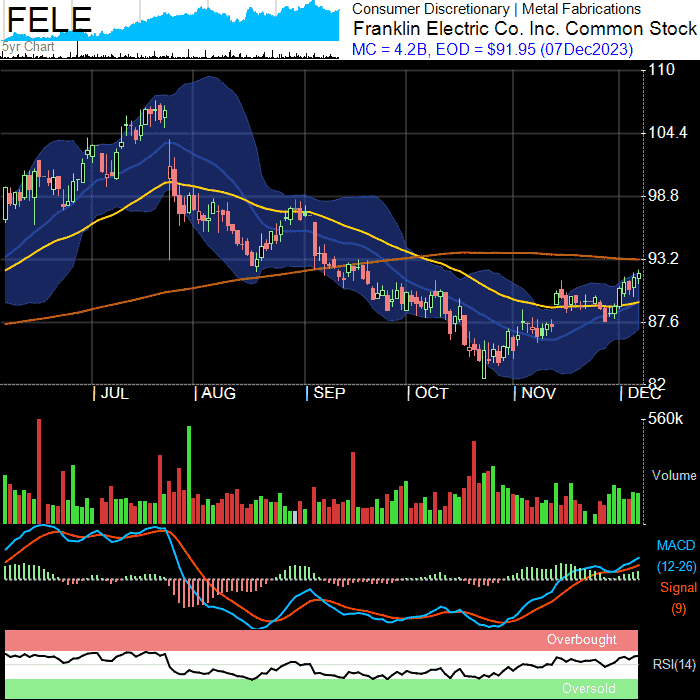 FELE
5yr Chart
Consumer Discretionary | Metal Fabrications
Franklin Electric Co. Inc. Common Stock
MC = 4.2B, EOD = $91.95 (07Dec2023)
110
104.4
98.8
93.2
87.6
82
JUL AUG SEP OCT NOV DEC
560k
Volume
MACD
(12-26)
Signal
(9)
Overbought
RSI(14)
Oversold